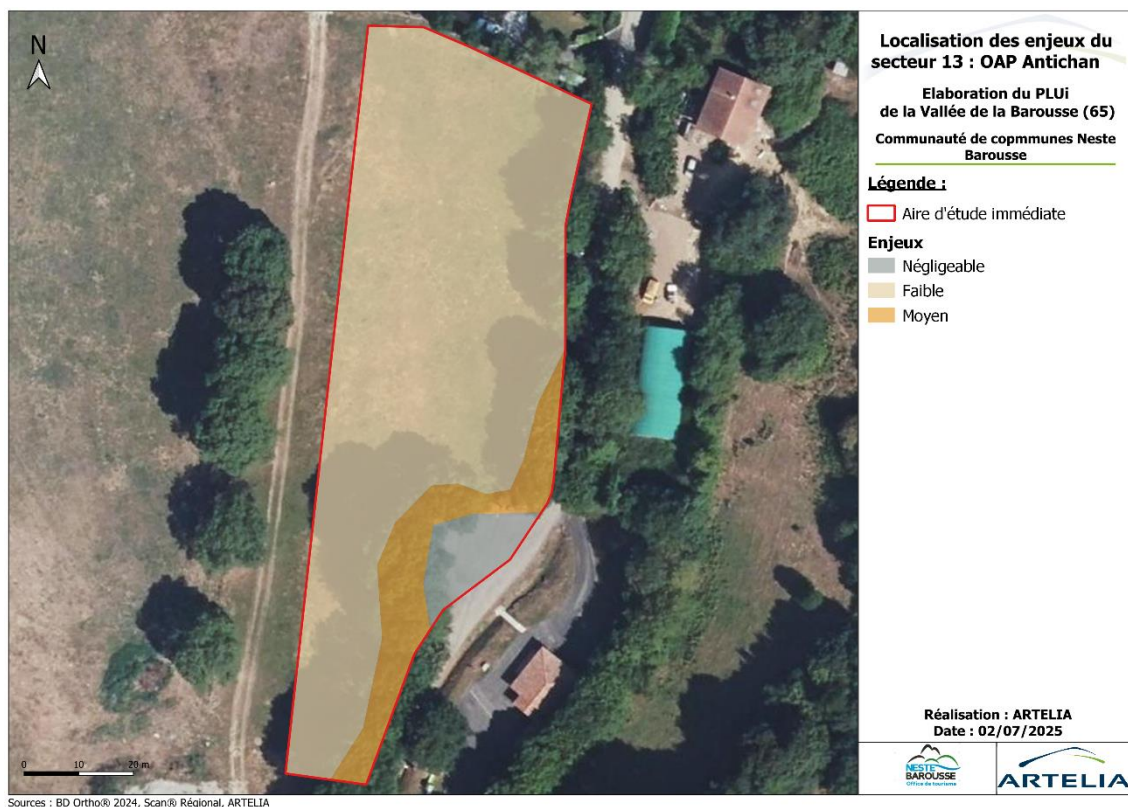 N
0 10 20 m
Localisation des enjeux du
secteur 13 : OAP Antichan
Elaboration du PLUi
de la Vallée de la Barousse (65)
Communauté de copmmunes Neste
Barousse
Légende :
Aire d'étude immédiate
Enjeux
Négligeable
Faible
Moyen
Réalisation : ARTELIA
Date : 02/07/2025
NESTE
BAROUSSE
Office de tourisme
ARTELIA
Sources : BD Ortho® 2024, Scan® Régional, ARTELIA